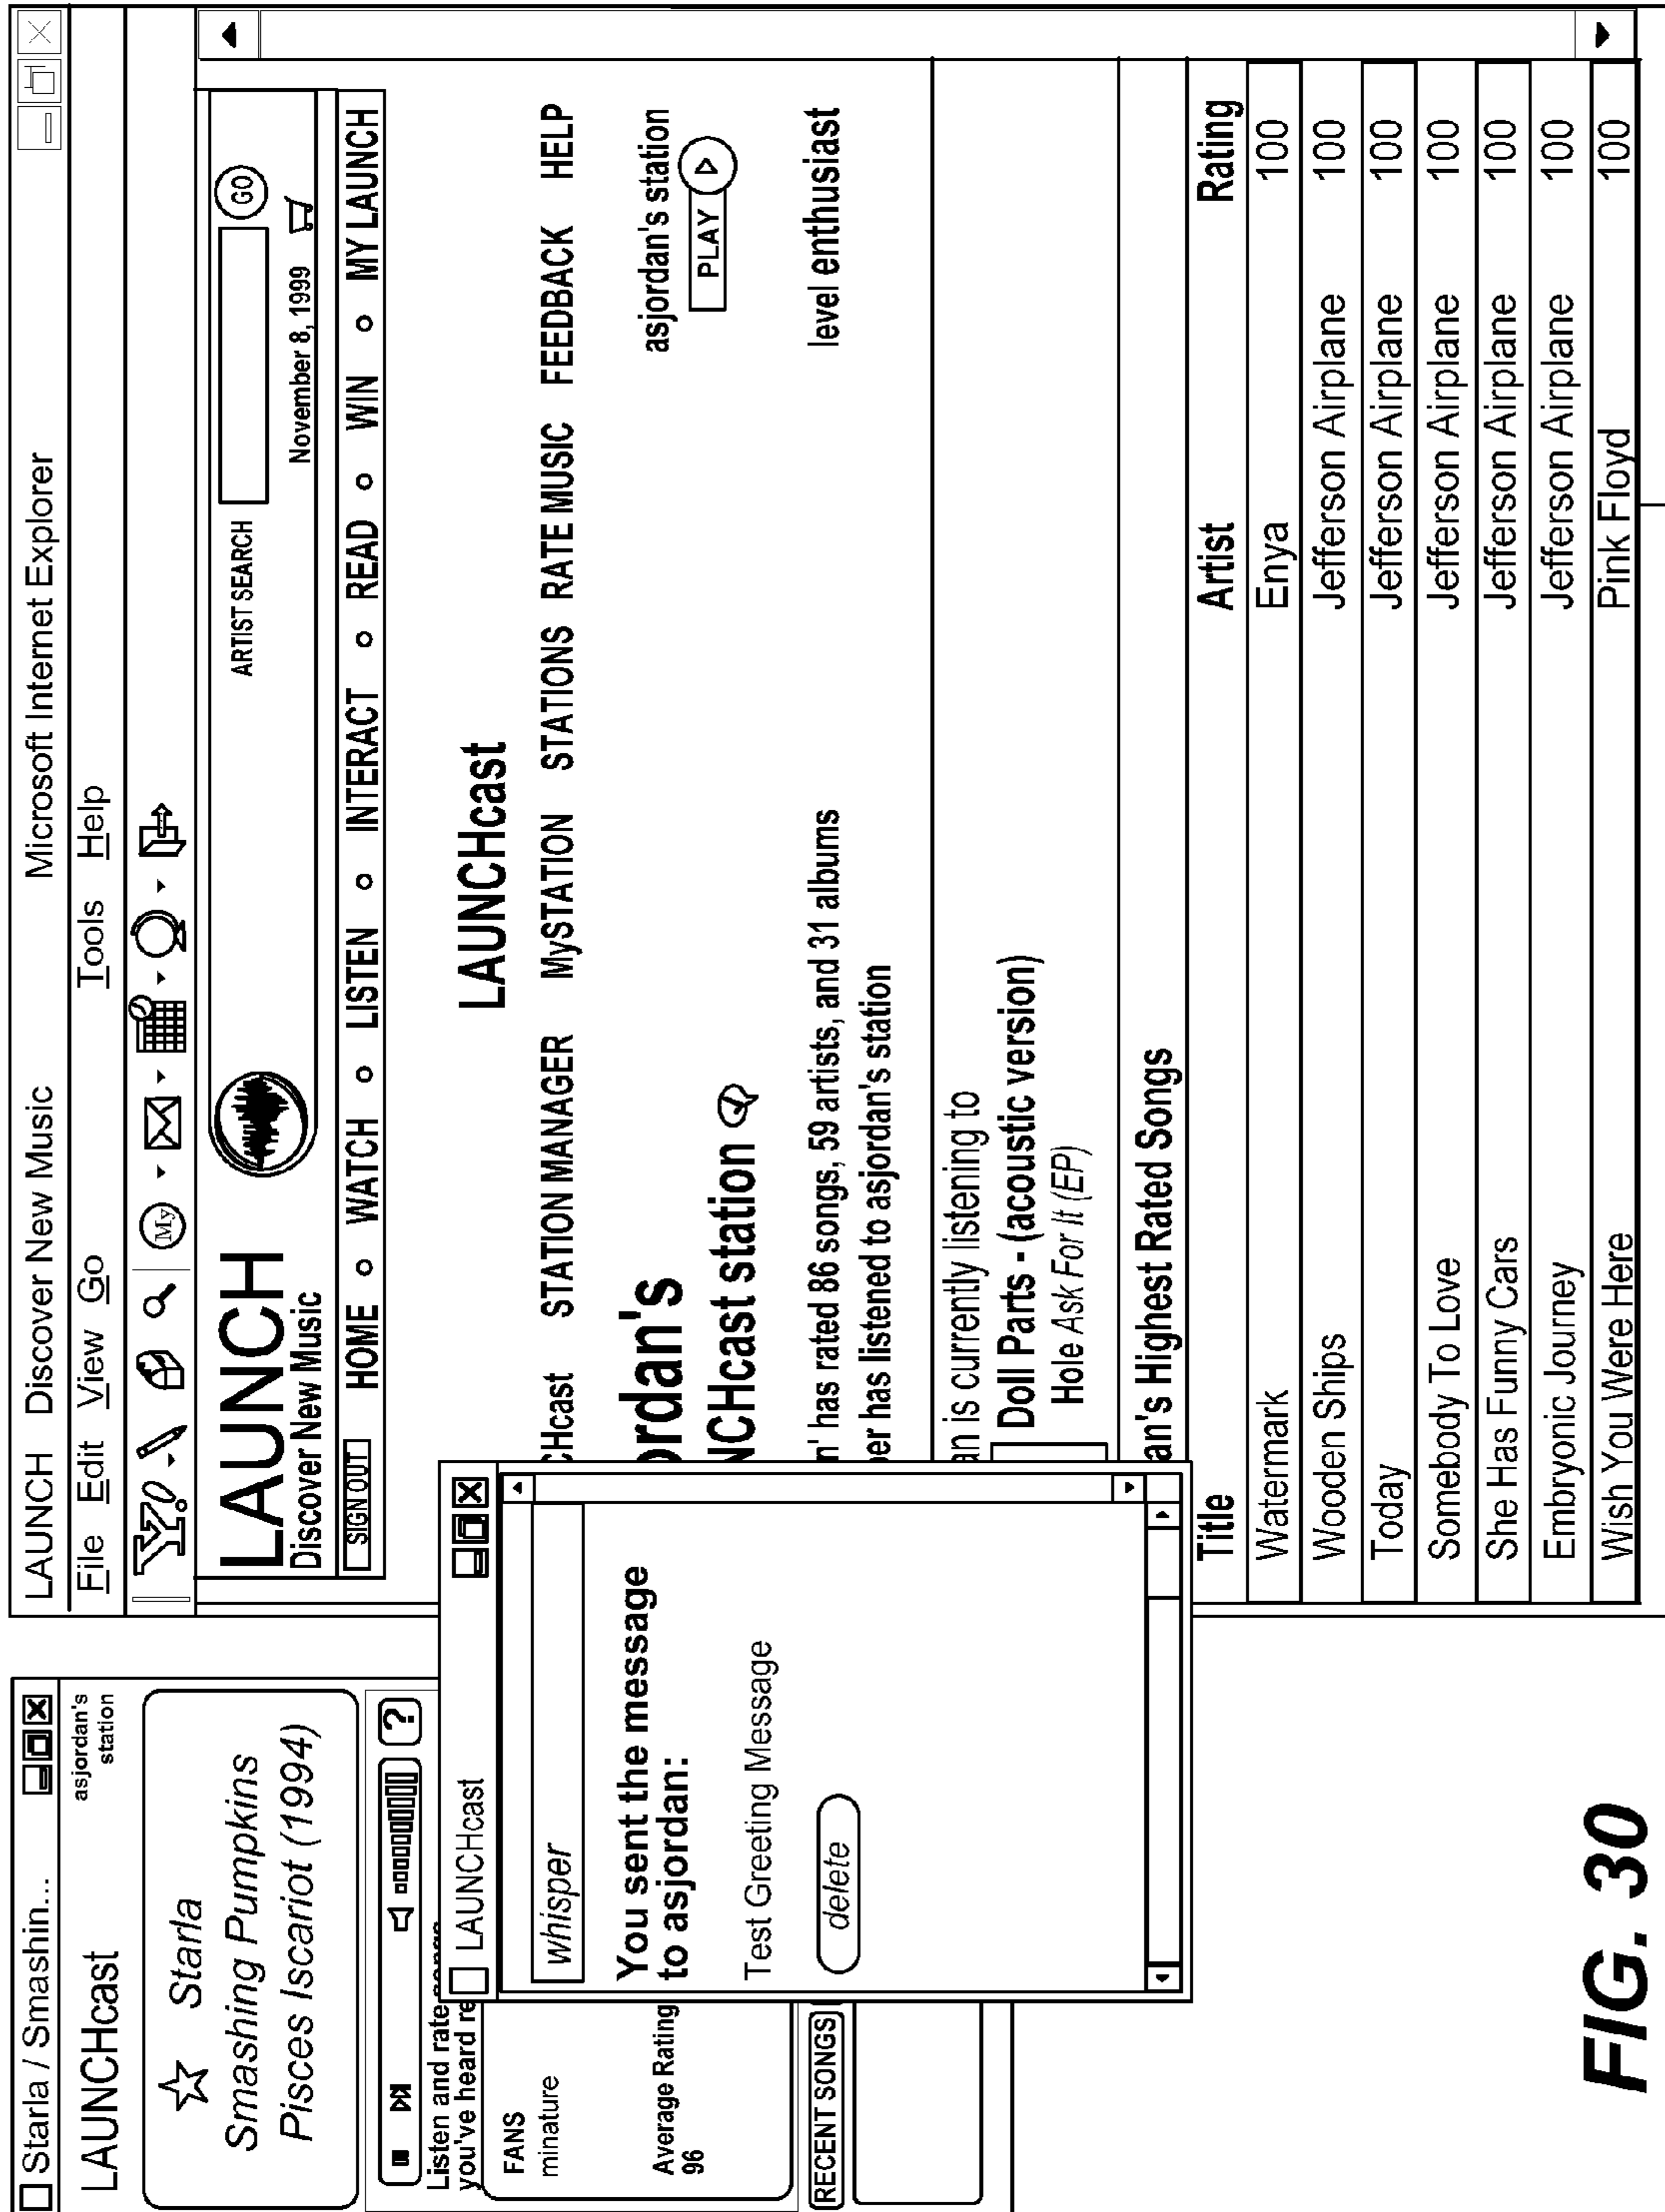 Starla / Smashin...
LAUNCHcast
asjordan's
station
Starla
Smashing Pumpkins
Pisces Iscariot (1994)
?
Listen and rate
you've heard
FANS
minature
Average Rating
96
RECENT SONGS
LAUNCHcast
whisper
You sent the message
to asjordan:
Test Greeting Message
delete
LAUNCH Discover New Music Microsoft Internet Explorer
File Edit View Go Tools Help
Y! My
LAUNCH
Discover New Music
ARTIST SEARCH GO
November 8, 1999
SIGN OUT HOME o WATCH o LISTEN o INTERACT o READ o WIN o MY LAUNCH
LAUNCHcast
CHcast STATION MANAGER MySTATION STATIONS RATE MUSIC FEEDBACK HELP
ordan's
NCHcast station
asjordan's station
PLAY
n' has rated 86 songs, 59 artists, and 31 albums
level enthusiast
ber has listened to asjordan's station
an is currently listening to
Doll Parts - (acoustic version)
Hole Ask For It (EP)
an's Highest Rated Songs
Title Artist Rating
Watermark Enya 100
Wooden Ships Jefferson Airplane 100
Today Jefferson Airplane 100
Somebody To Love Jefferson Airplane 100
She Has Funny Cars Jefferson Airplane 100
Embryonic Journey Jefferson Airplane 100
Wish You Were Here Pink Floyd 100
FIG. 30